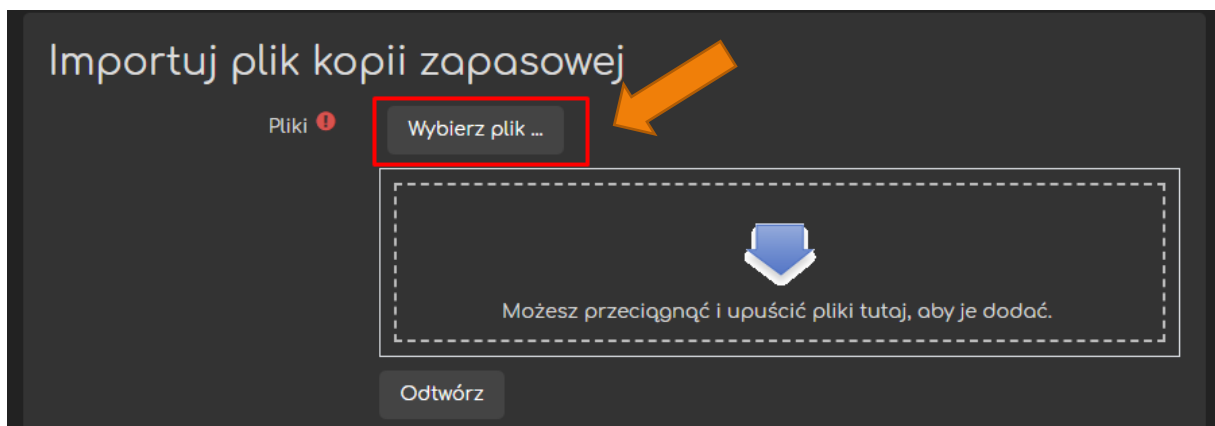 Importuj plik kopii zapasowej
Pliki
Wybierz plik ...
Możesz przeciągnąć i upuścić pliki tutaj, aby je dodać.
Odtwórz